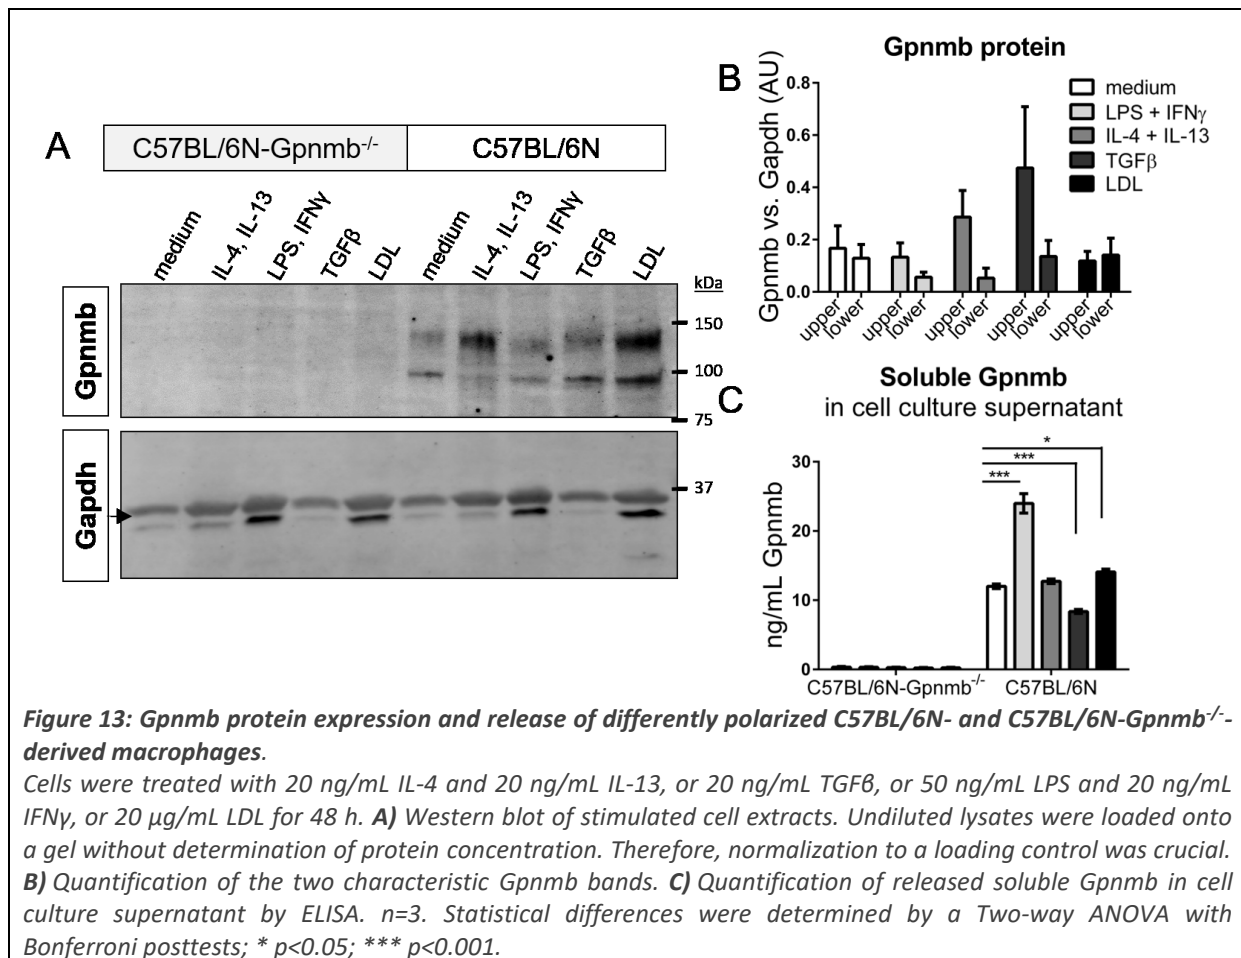 A
C57BL/6N-Gpnmb-/-
C57BL/6N
medium
IL-4, IL-13
LPS, IFNγ
TGFβ
LDL
medium
IL-4, IL-13
LPS, IFNγ
TGFβ
LDL
kDa
Gpnmb
150
100
75
Gapdh
37
B
Gpnmb protein
Gpnmb vs. Gapdh (AU)
0.8
0.6
0.4
0.2
0.0
medium
LPS + IFNγ
IL-4 + IL-13
TGFβ
LDL
upper
lower
upper
lower
upper
lower
upper
lower
upper
lower
C
Soluble Gpnmb
in cell culture supernatant
ng/mL Gpnmb
30
20
10
0
*
***
***
C57BL/6N-Gpnmb-/-
C57BL/6N
Figure 13: Gpnmb protein expression and release of differently polarized C57BL/6N- and C57BL/6N-Gpnmb-/--
derived macrophages.
Cells were treated with 20 ng/mL IL-4 and 20 ng/mL IL-13, or 20 ng/mL TGFβ, or 50 ng/mL LPS and 20 ng/mL
IFNγ, or 20 µg/mL LDL for 48 h. A) Western blot of stimulated cell extracts. Undiluted lysates were loaded onto
a gel without determination of protein concentration. Therefore, normalization to a loading control was crucial.
B) Quantification of the two characteristic Gpnmb bands. C) Quantification of released soluble Gpnmb in cell
culture supernatant by ELISA. n=3. Statistical differences were determined by a Two-way ANOVA with
Bonferroni posttests; * p<0.05; *** p<0.001.